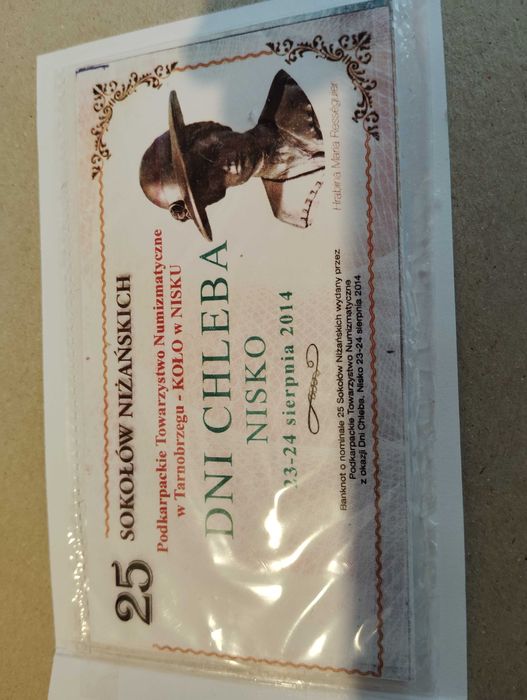 25 SOKOŁÓW NIŻAŃSKICH
Podkarpackie Towarzystwo Numizmatyczne
w Tarnobrzegu - KOŁO w NISKU
DNI CHLEBA
NISKO
23-24 sierpnia 2014
Hrabina Maria Ressèguier
Banknot o nominale 25 Sokołów Niżańskich wydany przez
Podkarpackie Towarzystwo Numizmatyczne
z okazji Dni Chleba. Nisko 23-24 sierpnia 2014